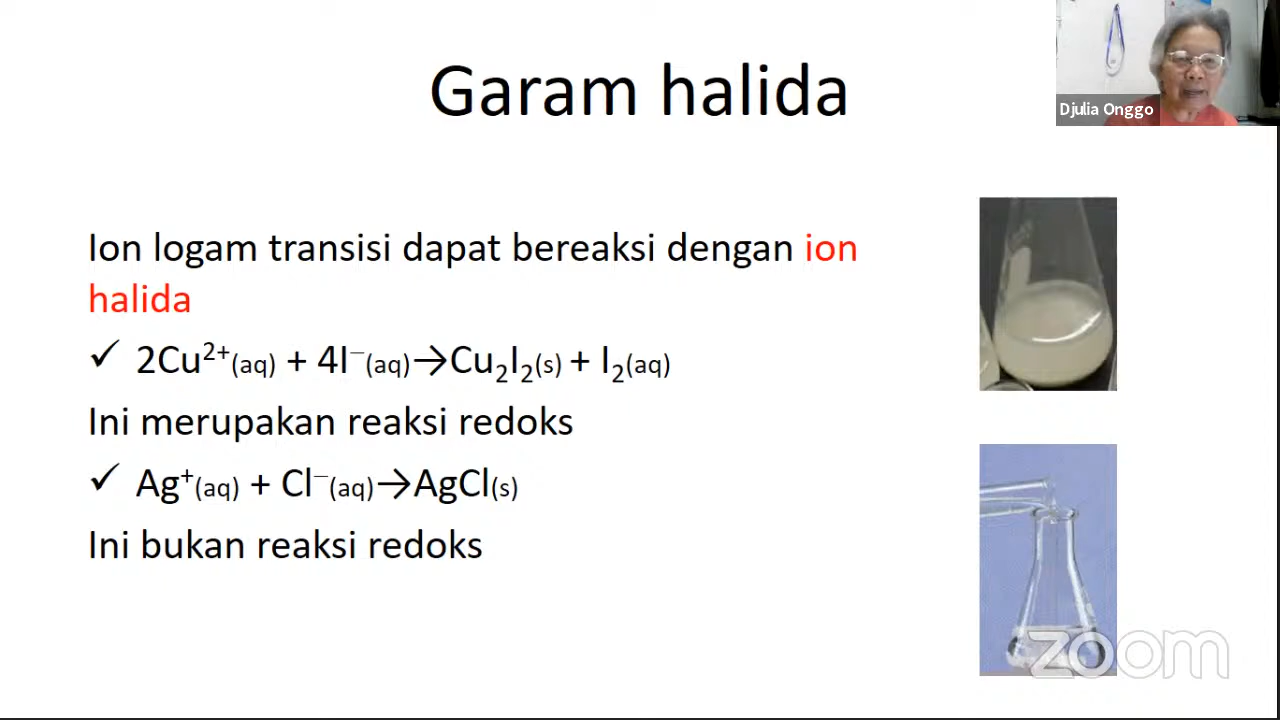 Garam halida
Djulia Onggo
Ion logam transisi dapat bereaksi dengan ion
halida
✓ 2Cu²⁺(aq) + 4I⁻(aq)→Cu₂I₂(s) + I₂(aq)
Ini merupakan reaksi redoks
✓ Ag⁺(aq) + Cl⁻(aq)→AgCl(s)
Ini bukan reaksi redoks
zoom